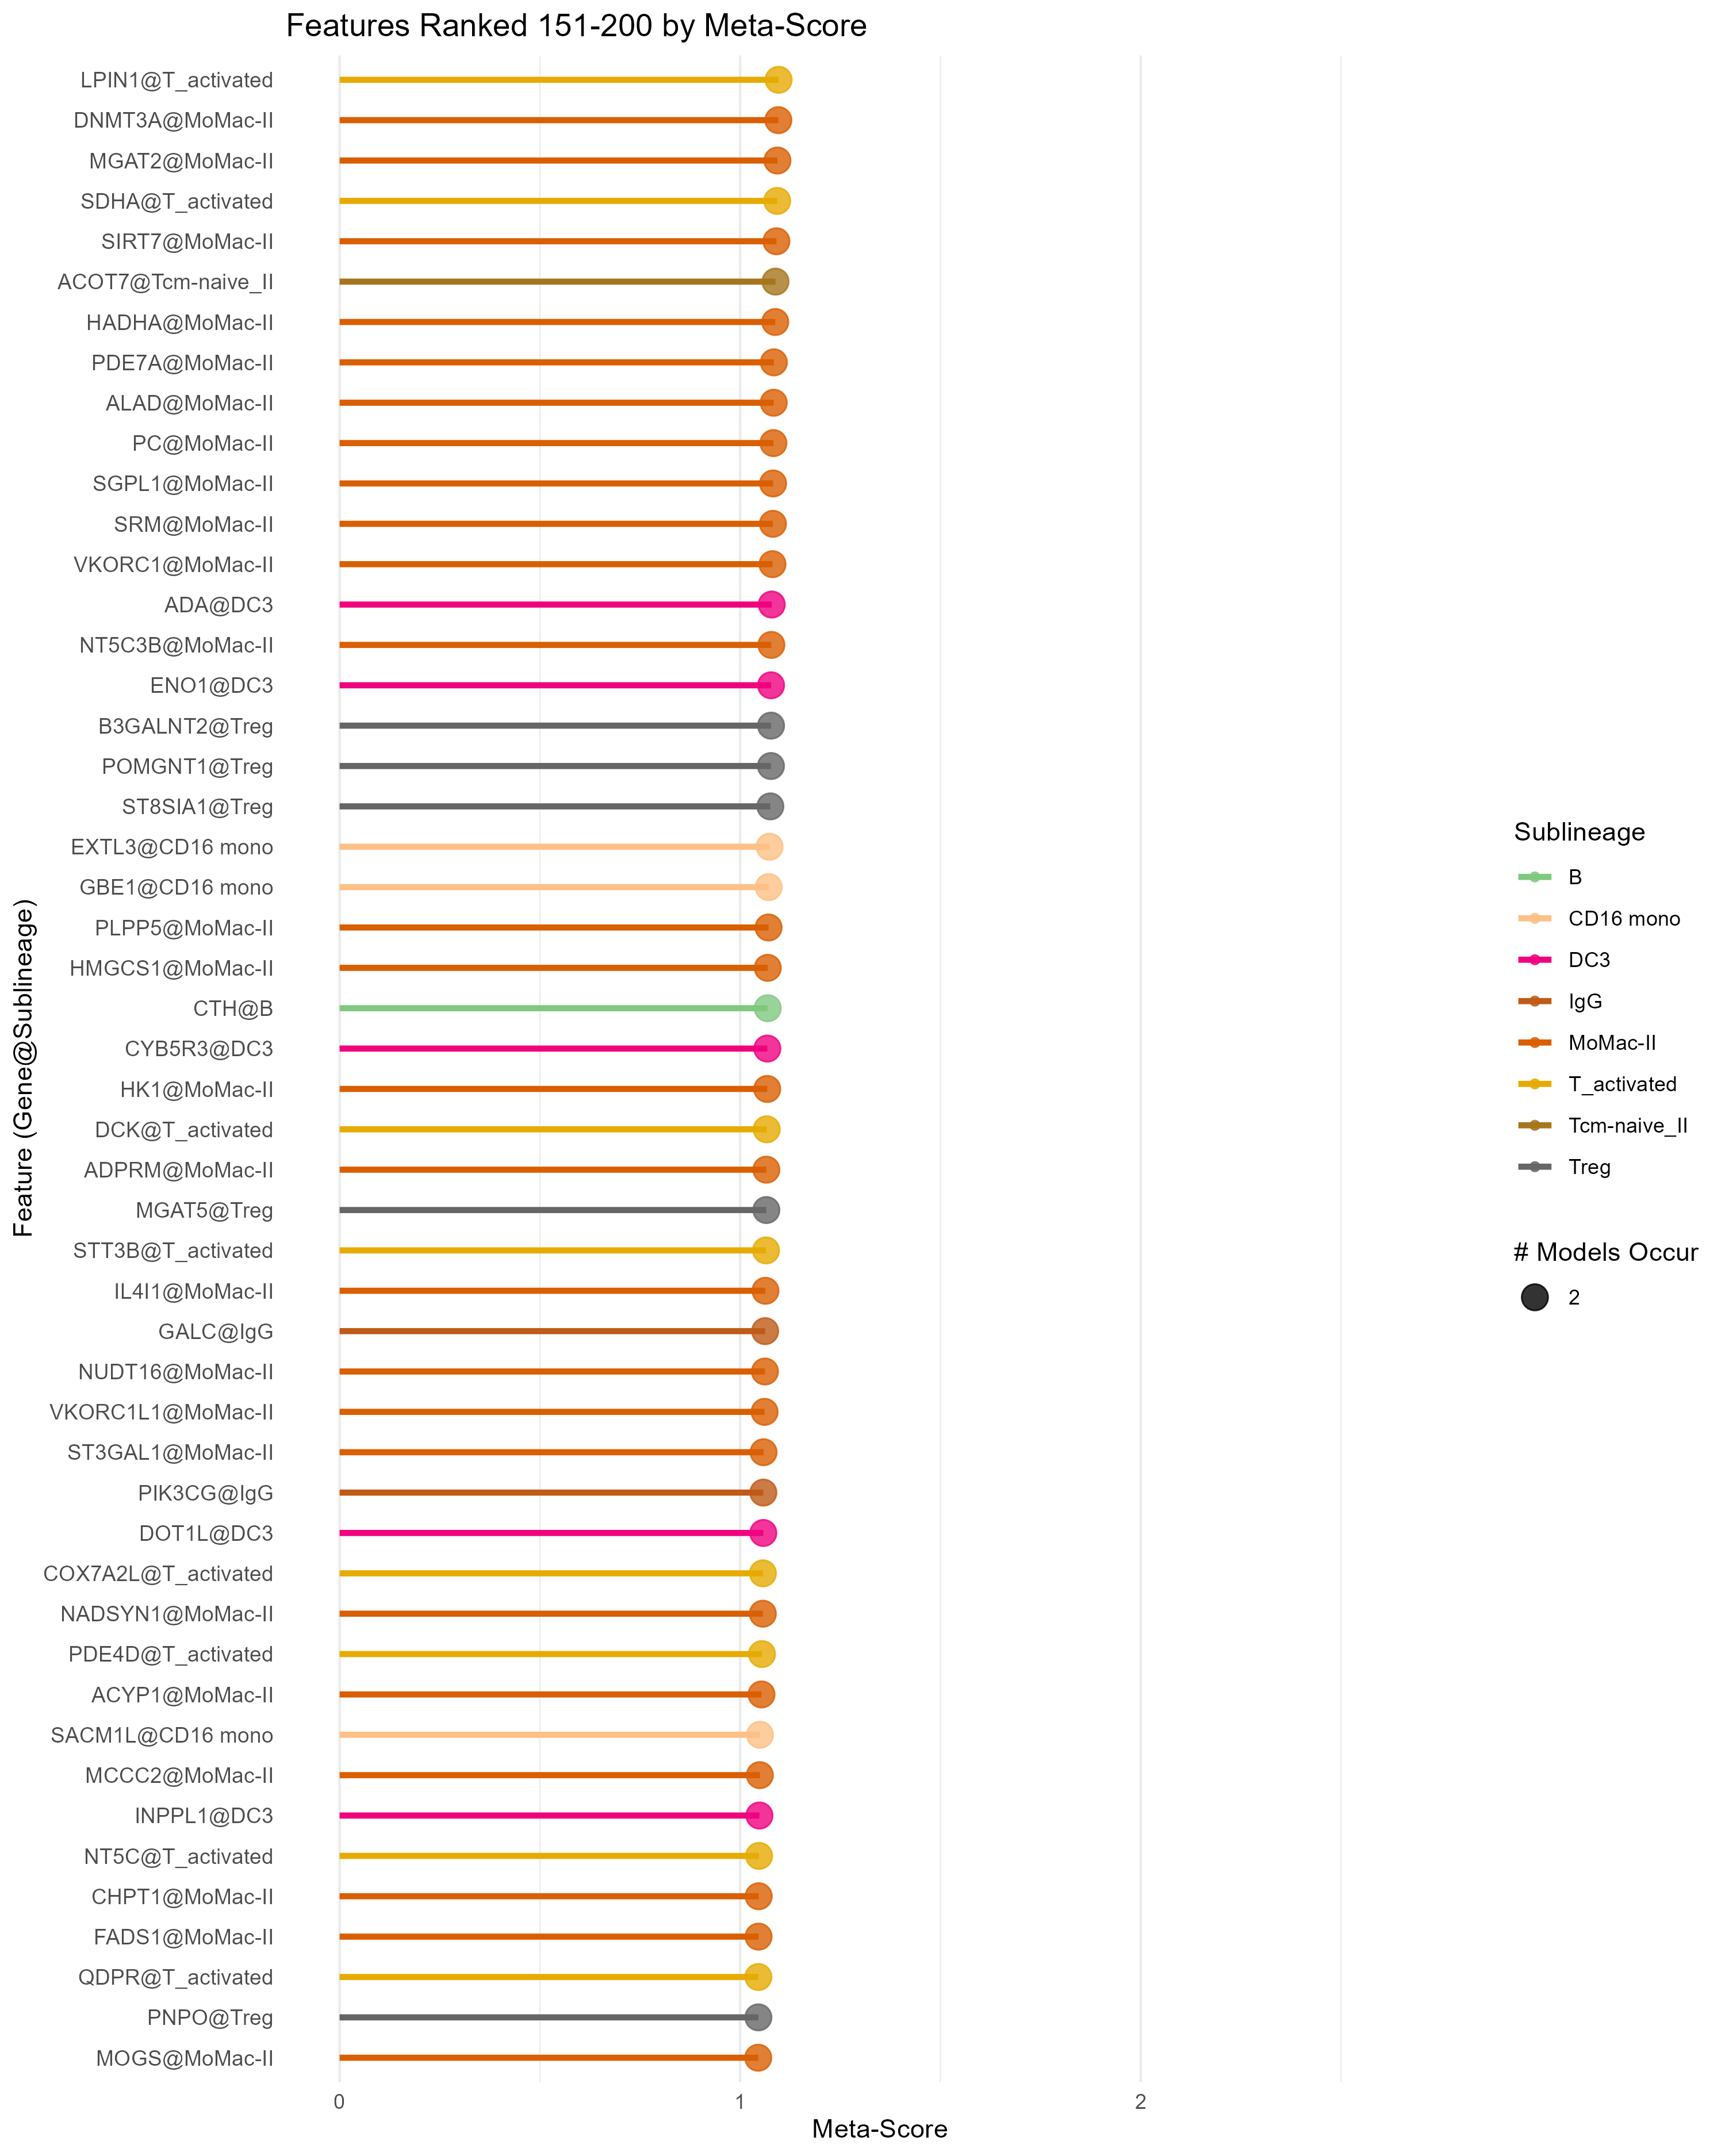 Features Ranked 151-200 by Meta-Score
LPIN1@T_activated
DNMT3A@MoMac-II
MGAT2@MoMac-II
SDHA@T_activated
SIRT7@MoMac-II
ACOT7@Tcm-naive_II
HADHA@MoMac-II
PDE7A@MoMac-II
ALAD@MoMac-II
PC@MoMac-II
SGPL1@MoMac-II
SRM@MoMac-II
VKORC1@MoMac-II
ADA@DC3
NT5C3B@MoMac-II
ENO1@DC3
B3GALNT2@Treg
POMGNT1@Treg
ST8SIA1@Treg
EXTL3@CD16 mono
GBE1@CD16 mono
PLPP5@MoMac-II
HMGCS1@MoMac-II
CTH@B
CYB5R3@DC3
HK1@MoMac-II
DCK@T_activated
ADPRM@MoMac-II
MGAT5@Treg
STT3B@T_activated
IL4I1@MoMac-II
GALC@IgG
NUDT16@MoMac-II
VKORC1L1@MoMac-II
ST3GAL1@MoMac-II
PIK3CG@IgG
DOT1L@DC3
COX7A2L@T_activated
NADSYN1@MoMac-II
PDE4D@T_activated
ACYP1@MoMac-II
SACM1L@CD16 mono
MCCC2@MoMac-II
INPPL1@DC3
NT5C@T_activated
CHPT1@MoMac-II
FADS1@MoMac-II
QDPR@T_activated
PNPO@Treg
MOGS@MoMac-II
Feature (Gene@Sublineage)
0
1
2
Meta-Score
Sublineage
B
CD16 mono
DC3
IgG
MoMac-II
T_activated
Tcm-naive_II
Treg
# Models Occur
2